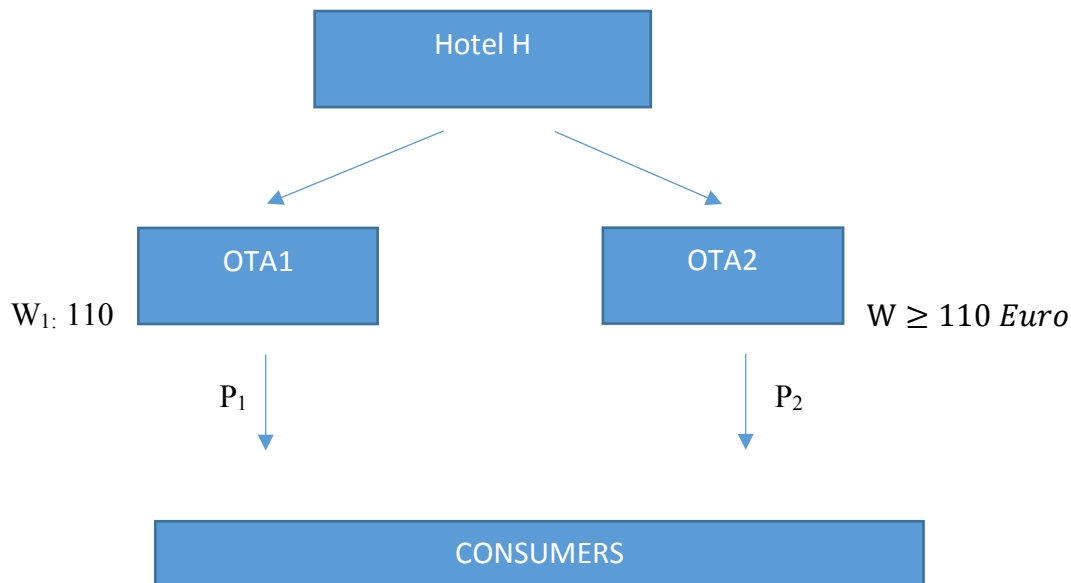 Hotel H
OTA1
OTA2
W1: 110
W ≥ 110 Euro
P1
P2
CONSUMERS